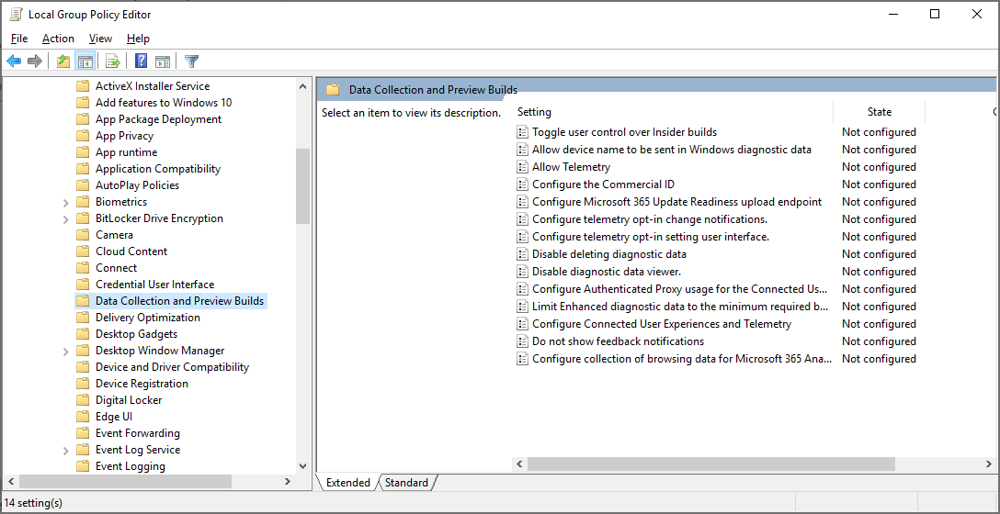 Local Group Policy Editor
File Action View Help
ActiveX Installer Service
Add features to Windows 10
App Package Deployment
App Privacy
App runtime
Application Compatibility
AutoPlay Policies
Biometrics
BitLocker Drive Encryption
Camera
Cloud Content
Connect
Credential User Interface
Data Collection and Preview Builds
Delivery Optimization
Desktop Gadgets
Desktop Window Manager
Device and Driver Compatibility
Device Registration
Digital Locker
Edge UI
Event Forwarding
Event Log Service
Event Logging
Data Collection and Preview Builds
Select an item to view its description.
Setting State
Toggle user control over Insider builds Not configured
Allow device name to be sent in Windows diagnostic data Not configured
Allow Telemetry Not configured
Configure the Commercial ID Not configured
Configure Microsoft 365 Update Readiness upload endpoint Not configured
Configure telemetry opt-in change notifications. Not configured
Configure telemetry opt-in setting user interface. Not configured
Disable deleting diagnostic data Not configured
Disable diagnostic data viewer. Not configured
Configure Authenticated Proxy usage for the Connected Us... Not configured
Limit Enhanced diagnostic data to the minimum required b... Not configured
Configure Connected User Experiences and Telemetry Not configured
Do not show feedback notifications Not configured
Configure collection of browsing data for Microsoft 365 Ana... Not configured
Extended Standard
14 setting(s)